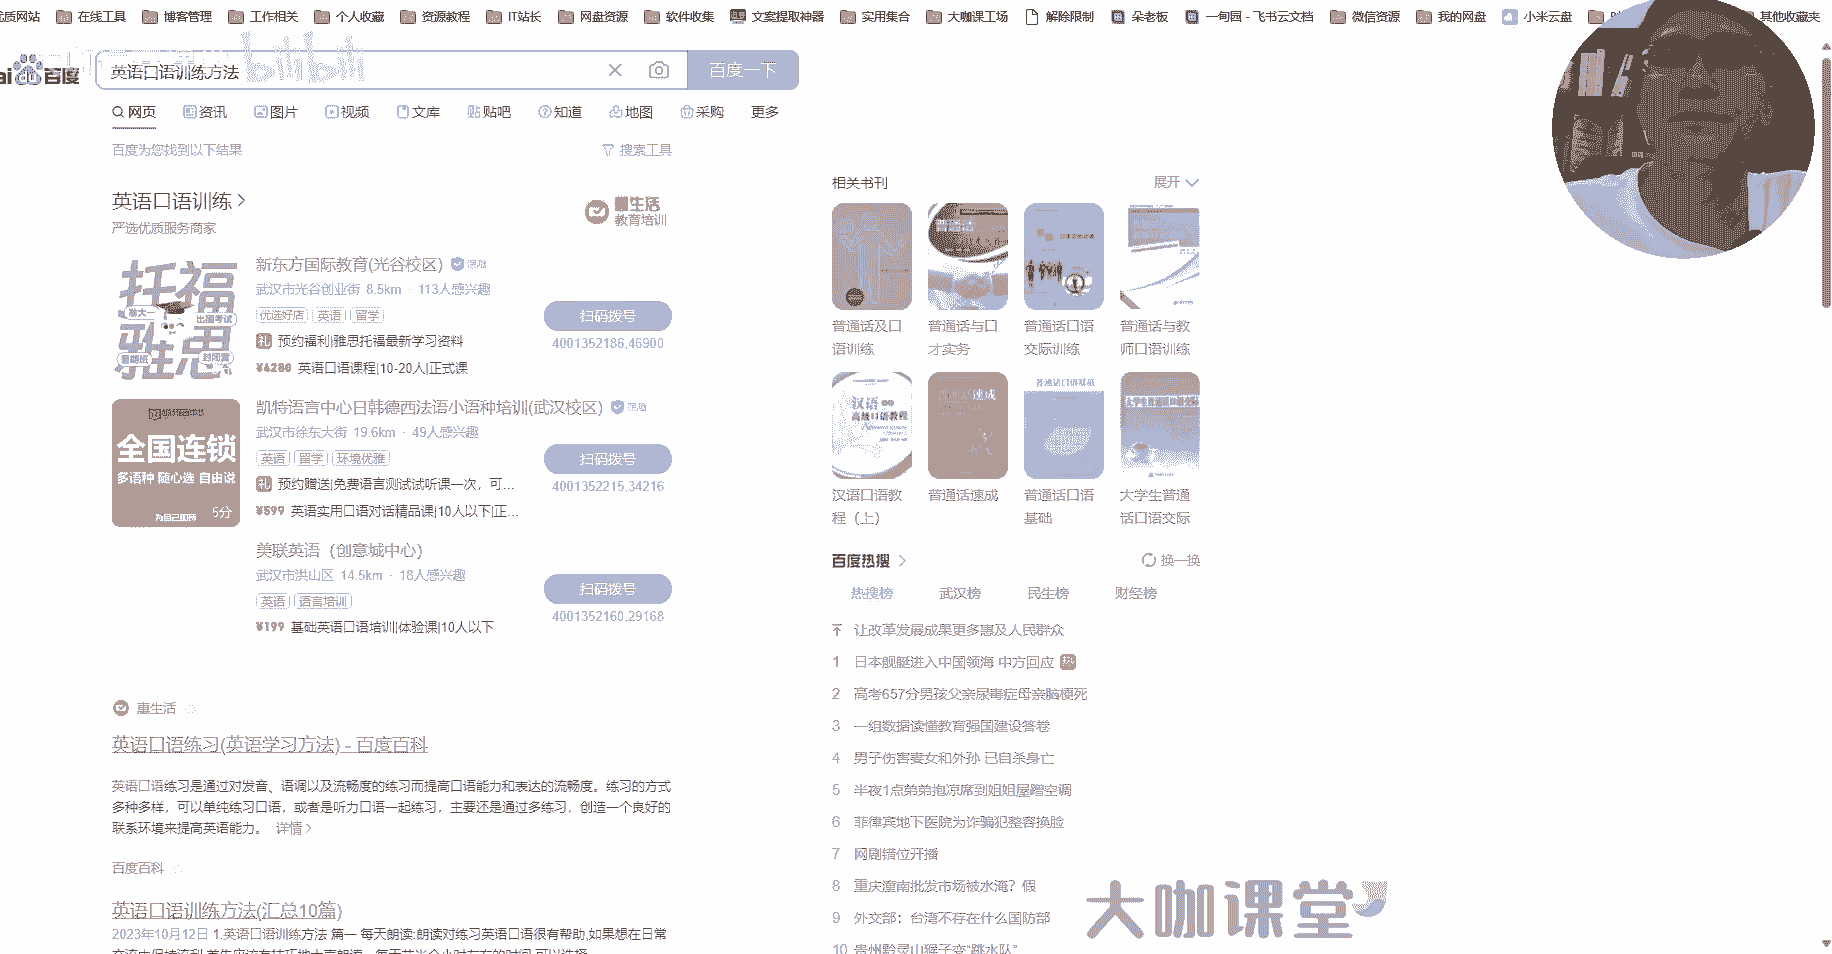 优质网站 在线工具 博客管理 工作相关 个人收藏 资源教程 IT站长 网盘资源 软件收集 文案提取神器 实用集合 大咖课工场 解除限制 朵老板 一甸园 - 飞书云文档 微信资源 我的网盘 小米云盘 其他收藏夹
bilibili
百度
英语口语训练方法
百度一下
网页 资讯 图片 视频 文库 贴吧 知道 地图 采购 更多
百度为您找到以下结果 搜索工具
英语口语训练
严选优质服务商家
惠生活
教育培训
托福
雅思
新东方国际教育(光谷校区) 保障
武汉市光谷创业街 8.5km · 113人感兴趣
优选好店 英语 留学
礼 预约福利|雅思托福最新学习资料
¥4280 英语口语课程|10-20人|正式课
扫码拨号
4001352186,46900
全国连锁
多语种 随心选 自由说
5分
凯特语言中心日韩德西法语小语种培训(武汉校区) 保障
武汉市徐东大街 19.6km · 49人感兴趣
英语 留学 环境优雅
礼 预约赠送|免费语言测试试听课一次，可...
¥599 英语实用口语对话精品课|10人以下|正...
扫码拨号
4001352215,34216
美联英语（创意城中心）
武汉市洪山区 14.5km · 18人感兴趣
英语 语言培训
¥199 基础英语口语培训|体验课|10人以下
扫码拨号
4001352160,29168
惠生活
英语口语练习(英语学习方法) - 百度百科
英语口语练习是通过对发音、语调以及流畅度的练习而提高口语能力和表达的流畅度。练习的方式
多种多样，可以单纯练习口语，或者是听力口语一起练习，主要还是通过多练习，创造一个良好的
联系环境来提高英语能力。 详情
百度百科
英语口语训练方法(汇总10篇)
2023年10月12日 1.英语口语训练方法 篇一 每天朗读:朗读对练习英语口语很有帮助,如果想在日常
相关书刊 展开
普通话及口
语训练
普通话与口
才实务
普通话口语
交际训练
普通话与教
师口语训练
汉语口语教
程（上）
普通话速成
普通话口语
基础
大学生普通
话口语交际
百度热搜 换一换
热搜榜 武汉榜 民生榜 财经榜
让改革发展成果更多惠及人民群众
1 日本舰艇进入中国领海 中方回应 热
2 高考657分男孩父亲尿毒症母亲脑梗死
3 一组数据读懂教育强国建设答卷
4 男子伤害妻女和外孙 已自杀身亡
5 半夜1点弟弟抱凉席到姐姐屋蹭空调
6 菲律宾地下医院为诈骗犯整容换脸
7 网剧错位开播
8 重庆潼南批发市场被水淹？假
9 外交部：台湾不存在什么国防部
10 贵州黔灵山猴子变“跳水队”
大咖课堂